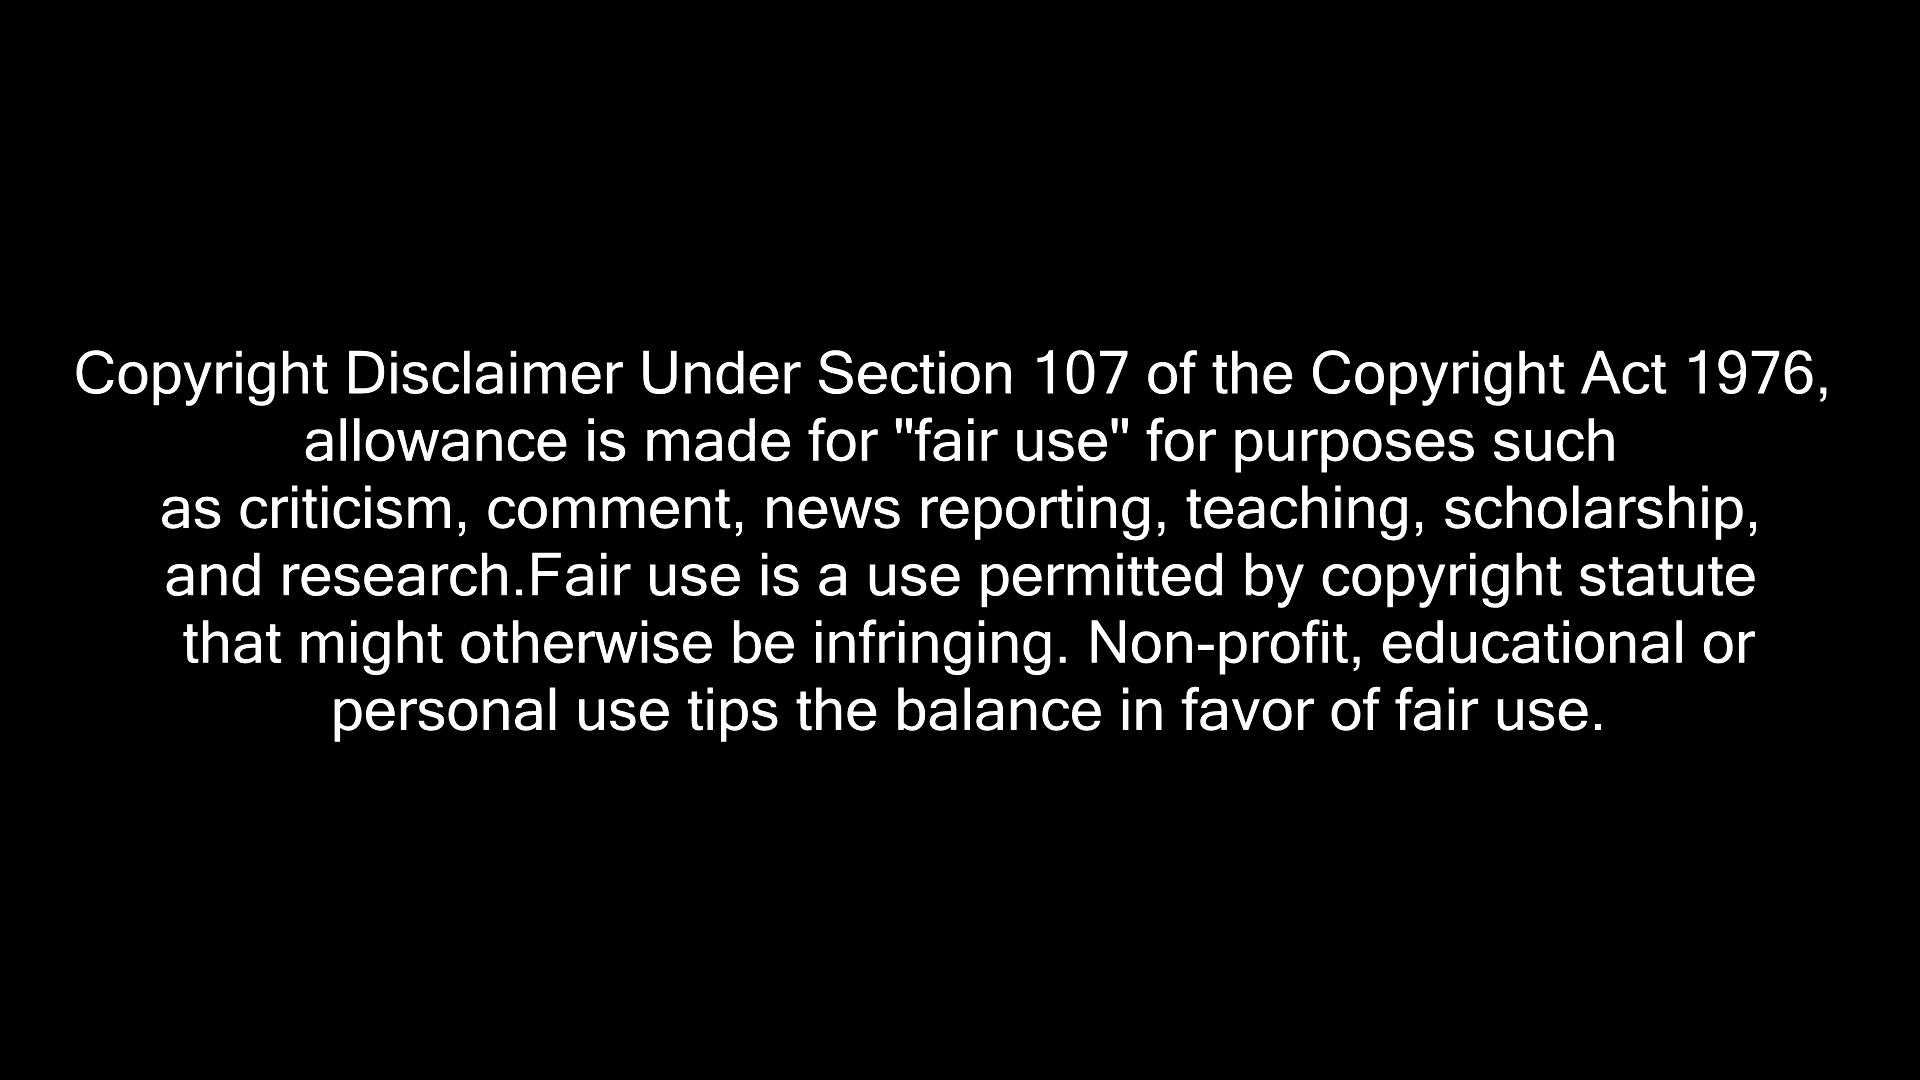 Copyright Disclaimer Under Section 107 of the Copyright Act 1976,
allowance is made for "fair use" for purposes such
as criticism, comment, news reporting, teaching, scholarship,
and research.Fair use is a use permitted by copyright statute
that might otherwise be infringing. Non-profit, educational or
personal use tips the balance in favor of fair use.